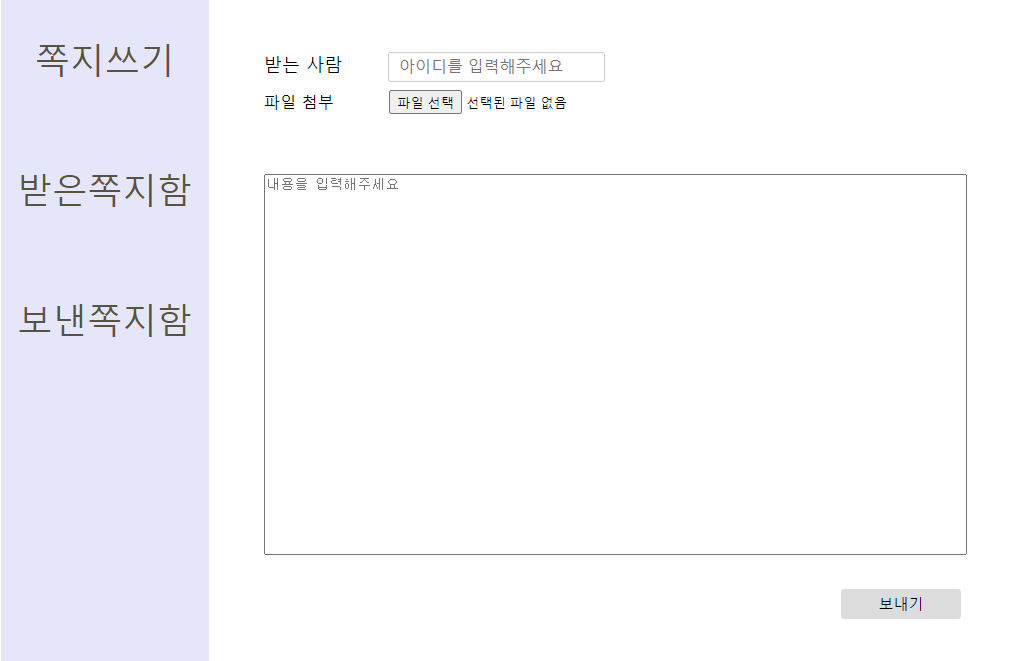 쪽지쓰기
받은쪽지함
보낸쪽지함
받는 사람
아이디를 입력해주세요
파일 첨부
파일 선택 선택된 파일 없음
내용을 입력해주세요
보내기